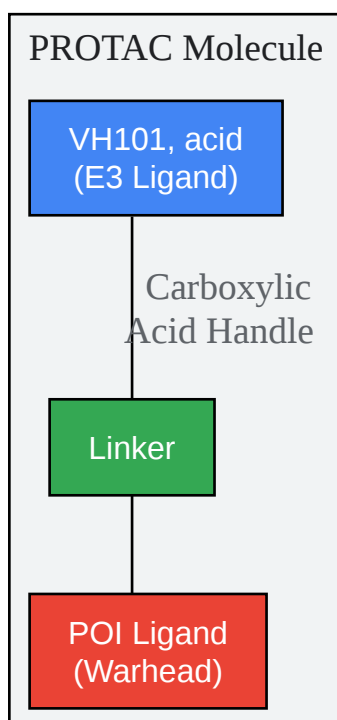 PROTAC Molecule
VH101, acid
(E3 Ligand)
Carboxylic
Acid Handle
Linker
POI Ligand
(Warhead)